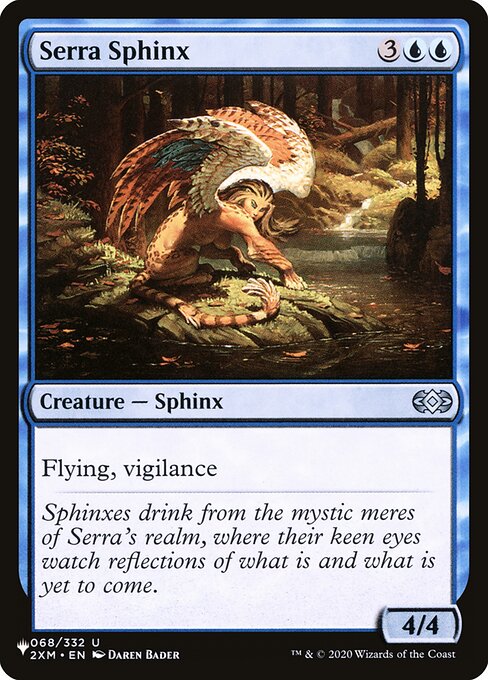 Serra Sphinx 3
Creature — Sphinx
Flying, vigilance
Sphinxes drink from the mystic meres
of Serra's realm, where their keen eyes
watch reflections of what is and what is
yet to come.
4/4
068/332 U
2XM • EN Daren Bader
™ & © 2020 Wizards of the Coast